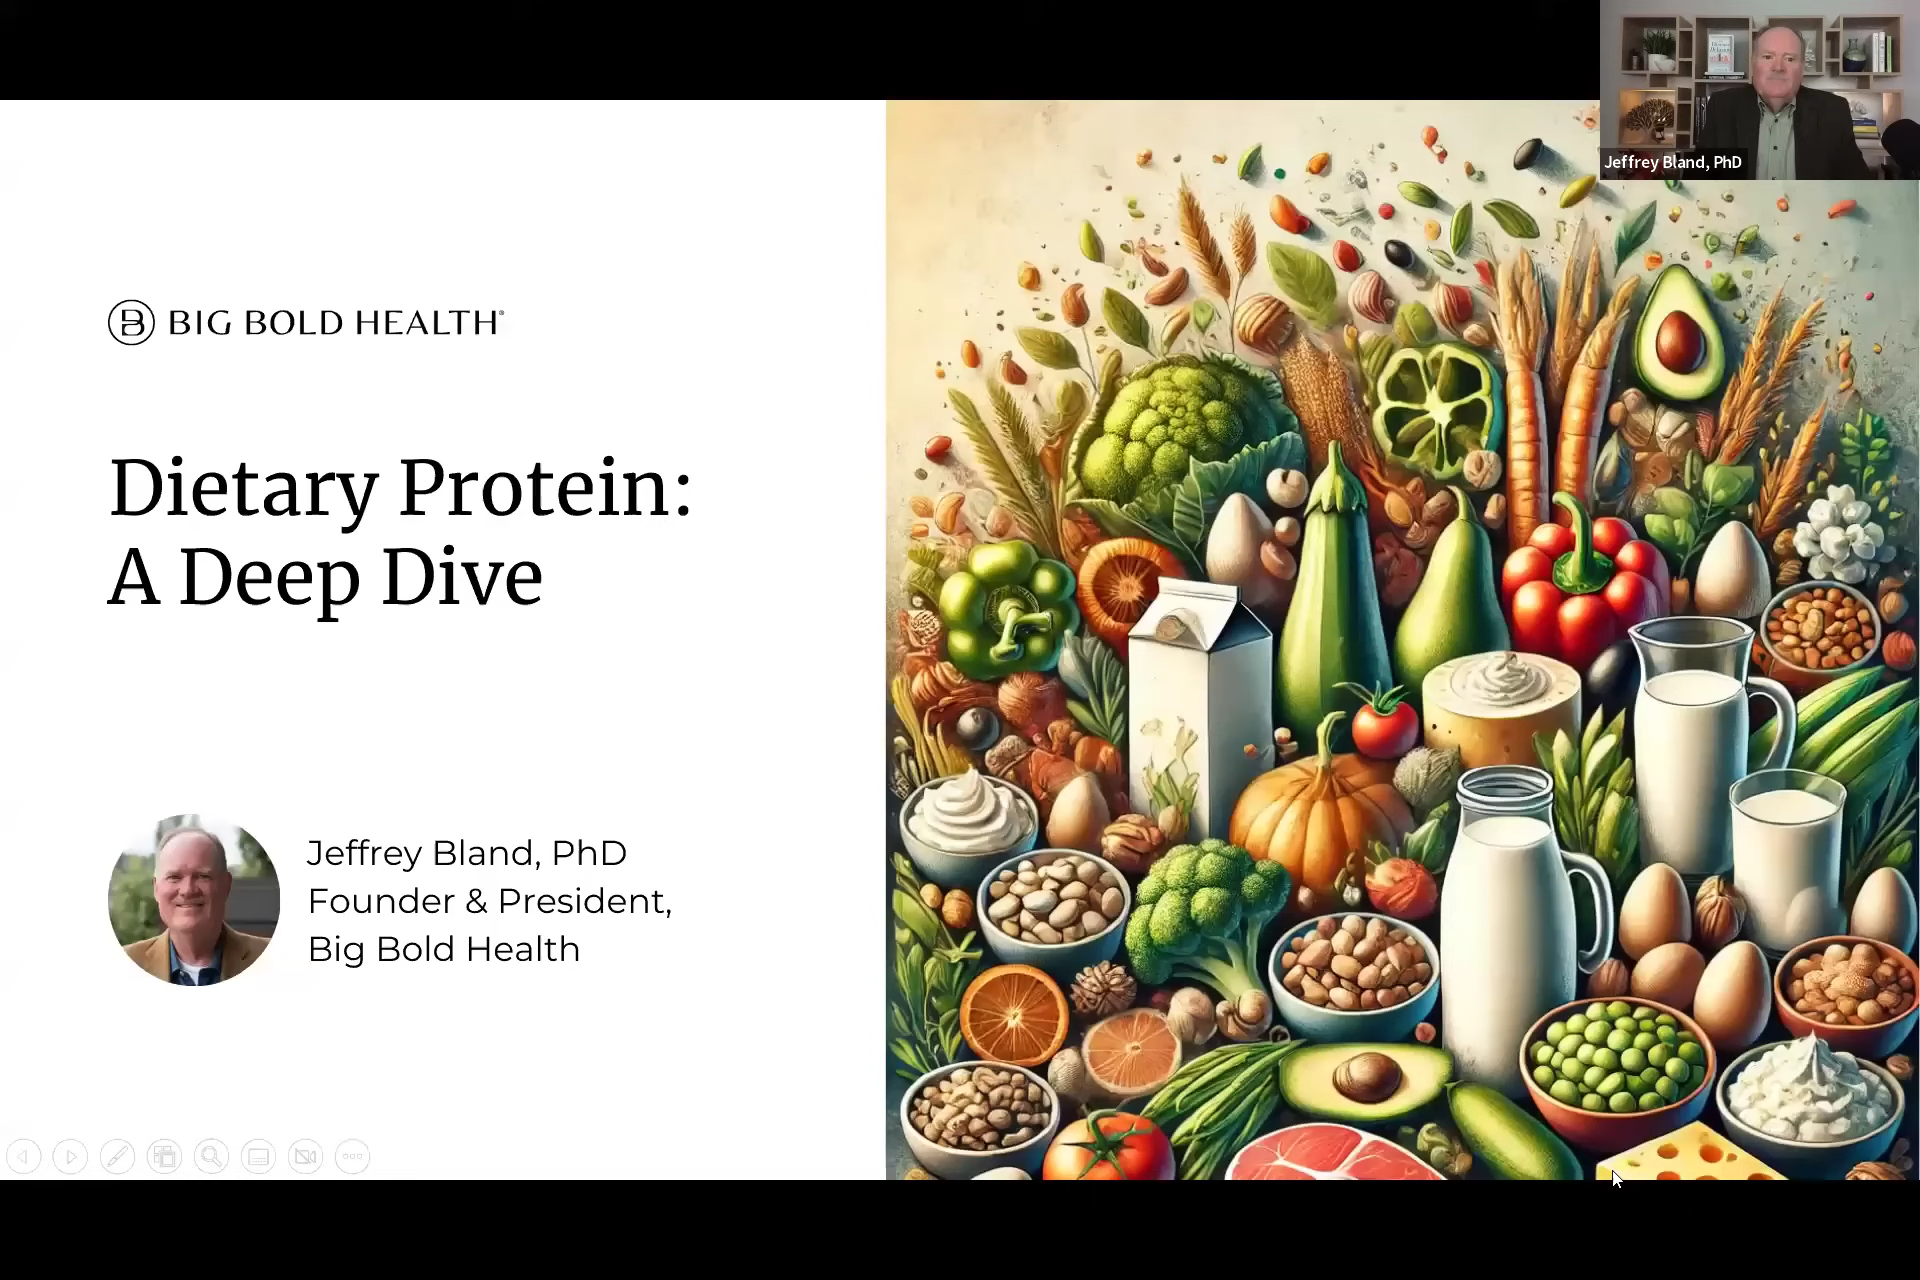 Jeffrey Bland, PhD
BIG BOLD HEALTH®
Dietary Protein:
A Deep Dive
Jeffrey Bland, PhD
Founder & President,
Big Bold Health